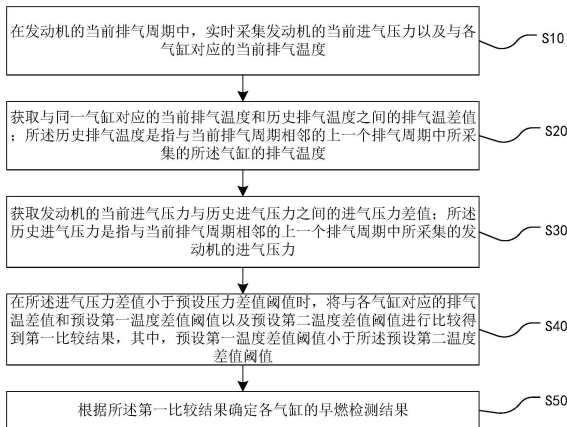 在发动机的当前排气周期中，实时采集发动机的当前进气压力以及与各
气缸对应的当前排气温度
S10
获取与同一气缸对应的当前排气温度和历史排气温度之间的排气温差值
；所述历史排气温度是指与当前排气周期相邻的上一个排气周期中所采
集的所述气缸的排气温度
S20
获取发动机的当前进气压力与历史进气压力之间的进气压力差值；所述
历史进气压力是指与当前排气周期相邻的上一个排气周期中所采集的发
动机的进气压力
S30
在所述进气压力差值小于预设压力差值阈值时，将与各气缸对应的排气
温差值和预设第一温度差值阈值以及预设第二温度差值阈值进行比较得
到第一比较结果，其中，预设第一温度差值阈值小于所述预设第二温度
差值阈值
S40
根据所述第一比较结果确定各气缸的早燃检测结果
S50